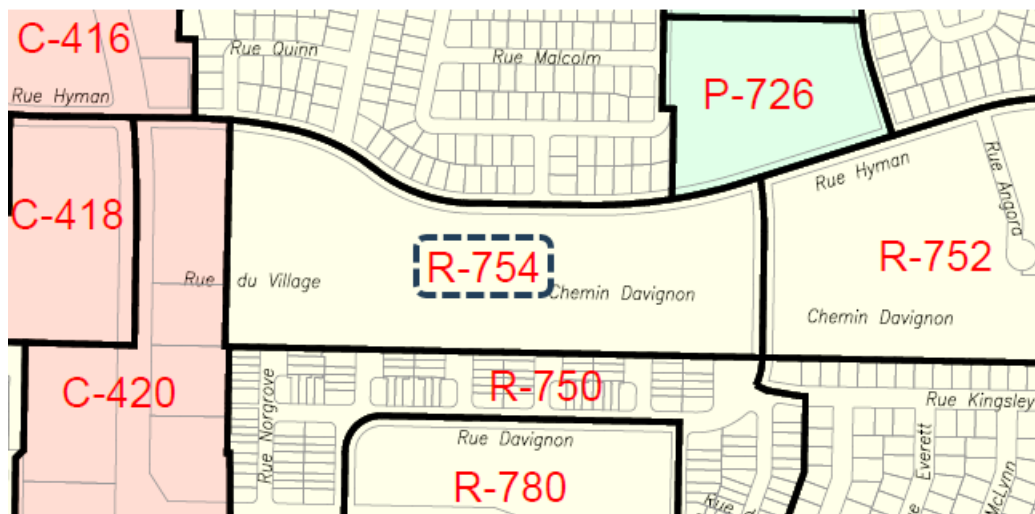 C-416
Rue Quinn
Rue Malcolm
P-726
Rue Hyman
Rue Hyman
Rue Angora
C-418
R-754
R-752
Rue du Village
Chemin Davignon
Chemin Davignon
C-420
R-750
Rue Norgrove
Rue Kingsley
Rue Davignon
Everett
R-780
McLynn
Rue